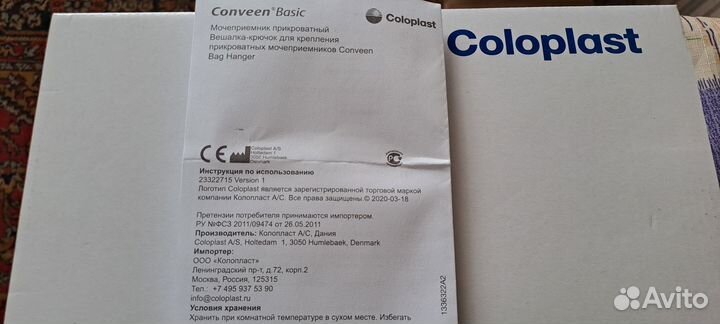 Conveen® Basic
Coloplast
Мочеприемник прикроватный
Вешалка-крючок для крепления
прикроватных мочеприемников Conveen
Bag Hanger
Coloplast
CE
Coloplast A/S
Holtedam 1
3050 Humlebaek
Denmark
Инструкция по использованию
23322715 Version 1
Логотип Coloplast является зарегистрированной торговой маркой
компании Колопласт А/С. Все права защищены © 2020-03-18
Претензии потребителя принимаются импортером.
РУ №ФСЗ 2011/09474 от 26.05.2011
Производитель: Колопласт А/С, Дания
Coloplast A/S, Holtedam 1, 3050 Humlebaek, Denmark
Импортер:
ООО «Колопласт»
Ленинградский пр-т, д.72, корп.2
Москва, Россия, 125315
Тел.: +7 495 937 53 90
info@coloplast.ru
Условия хранения
Хранить при комнатной температуре в сухом месте. Избегать
1336322A2
Avito